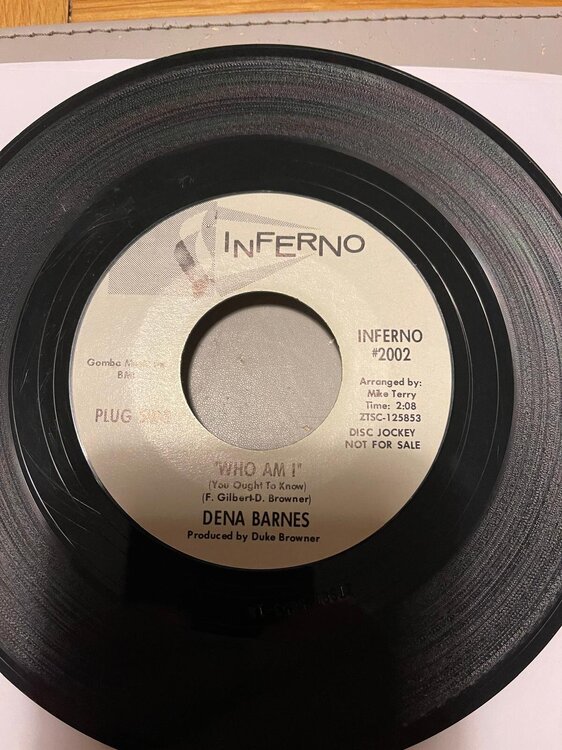 INFERNO
INFERNO
#2002
Gomba Music Inc
BMI
Arranged by:
Mike Terry
Time: 2:08
ZTSC-125853
PLUG SIDE
DISC JOCKEY
NOT FOR SALE
"WHO AM I"
(You Ought To Know)
(F. Gilbert-D. Browner)
DENA BARNES
Produced by Duke Browner